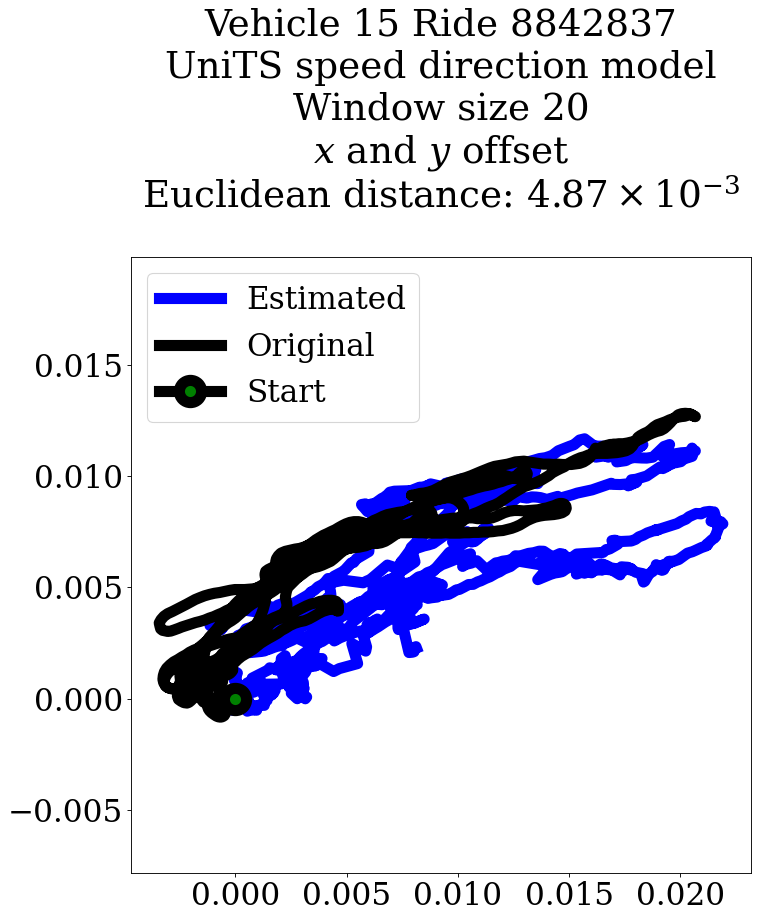 Vehicle 15 Ride 8842837
UniTS speed direction model
Window size 20
x and y offset
Euclidean distance: 4.87 × 10⁻³
Estimated
Original
Start
0.015
0.010
0.005
0.000
−0.005
0.000 0.005 0.010 0.015 0.020